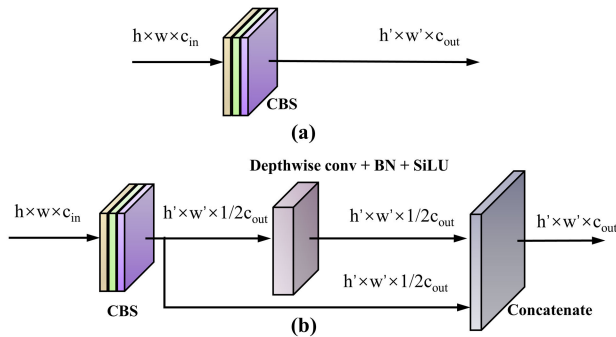 h×w×c_in
h'×w'×c_out
CBS
(a)
Depthwise conv + BN + SiLU
h×w×c_in
h'×w'×1/2c_out
h'×w'×1/2c_out
h'×w'×c_out
h'×w'×1/2c_out
CBS
(b)
Concatenate